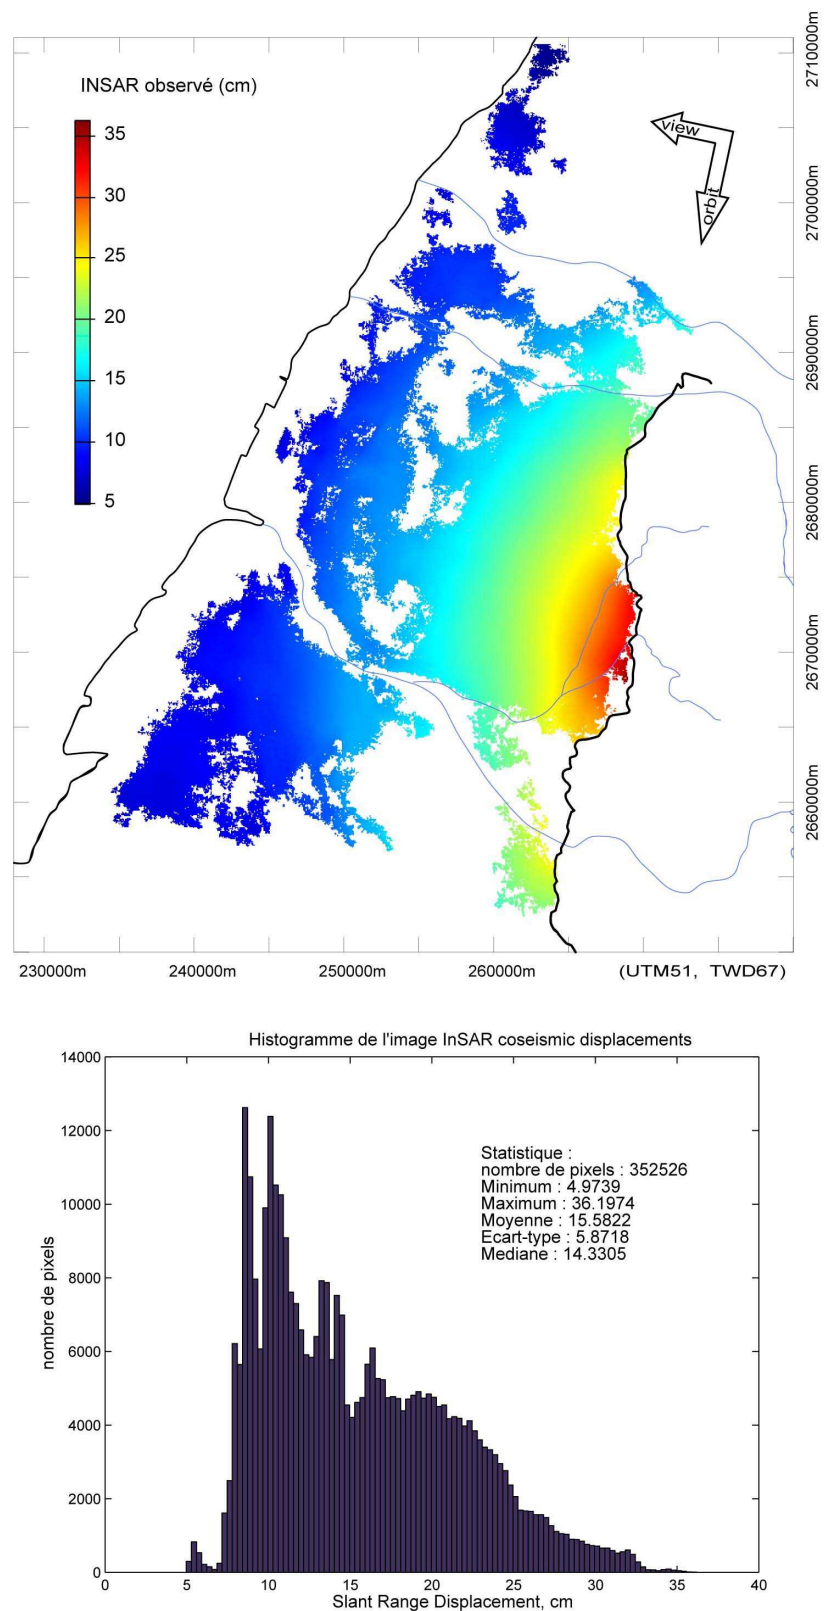 INSAR observé (cm)
35
30
25
20
15
10
5
view
orbit
2710000m
2700000m
2690000m
2680000m
2670000m
2660000m
230000m
240000m
250000m
260000m
(UTM51, TWD67)
Histogramme de l'image InSAR coseismic displacements
14000
12000
10000
8000
6000
4000
2000
0
nombre de pixels
Statistique :
nombre de pixels : 352526
Minimum : 4.9739
Maximum : 36.1974
Moyenne : 15.5822
Ecart-type : 5.8718
Mediane : 14.3305
0
5
10
15
20
25
30
35
40
Slant Range Displacement, cm